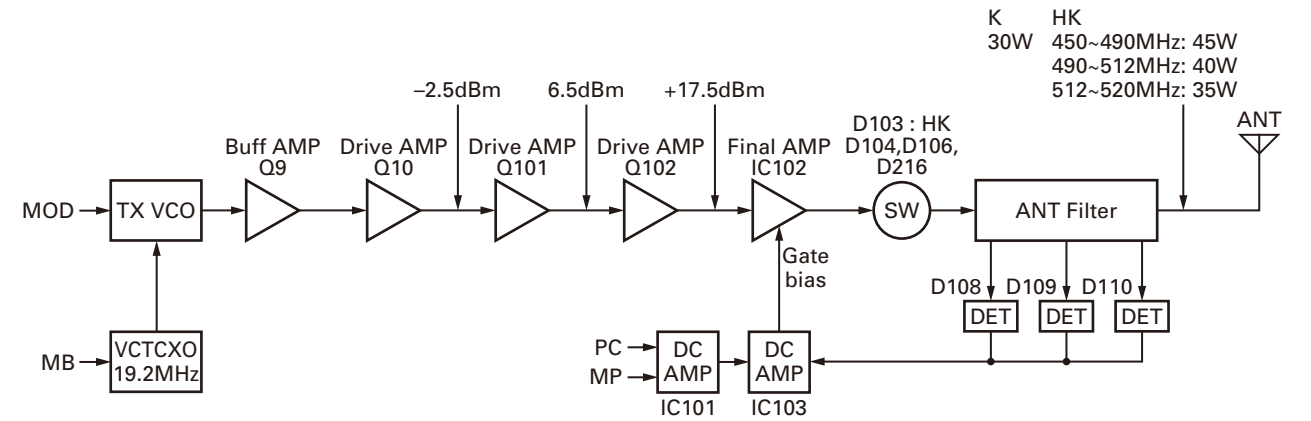 K HK
30W 450~490MHz: 45W
490~512MHz: 40W
512~520MHz: 35W
–2.5dBm 6.5dBm +17.5dBm
ANT
D103 : HK
D104,D106,
D216
Buff AMP
Q9
Drive AMP
Q10
Drive AMP
Q101
Drive AMP
Q102
Final AMP
IC102
MOD
TX VCO
SW
ANT Filter
Gate
bias
D108 D109 D110
DET DET DET
MB
VCTCXO
19.2MHz
PC
MP
DC
AMP
IC101
DC
AMP
IC103